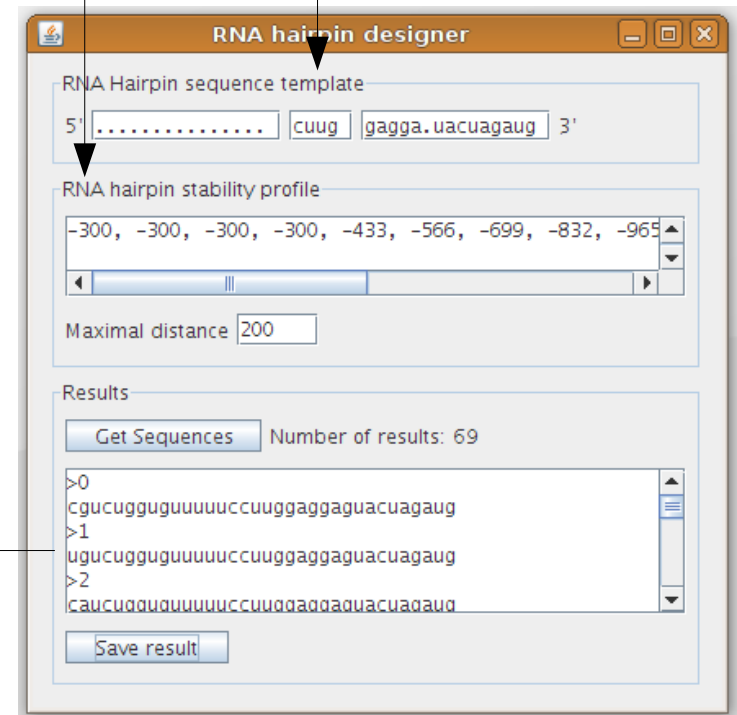 RNA hairpin designer
RNA Hairpin sequence template
5' ............... cuug gagga.uacuagaug 3'
RNA hairpin stability profile
-300, -300, -300, -300, -433, -566, -699, -832, -965
Maximal distance 200
Results
Get Sequences Number of results: 69
>0
cgucugguguuuuuccuuggaggaguacuagaug
>1
ugucugguguuuuuccuuggaggaguacuagaug
>2
caucugguguuuuuccuuggaggaguacuagaug
Save result